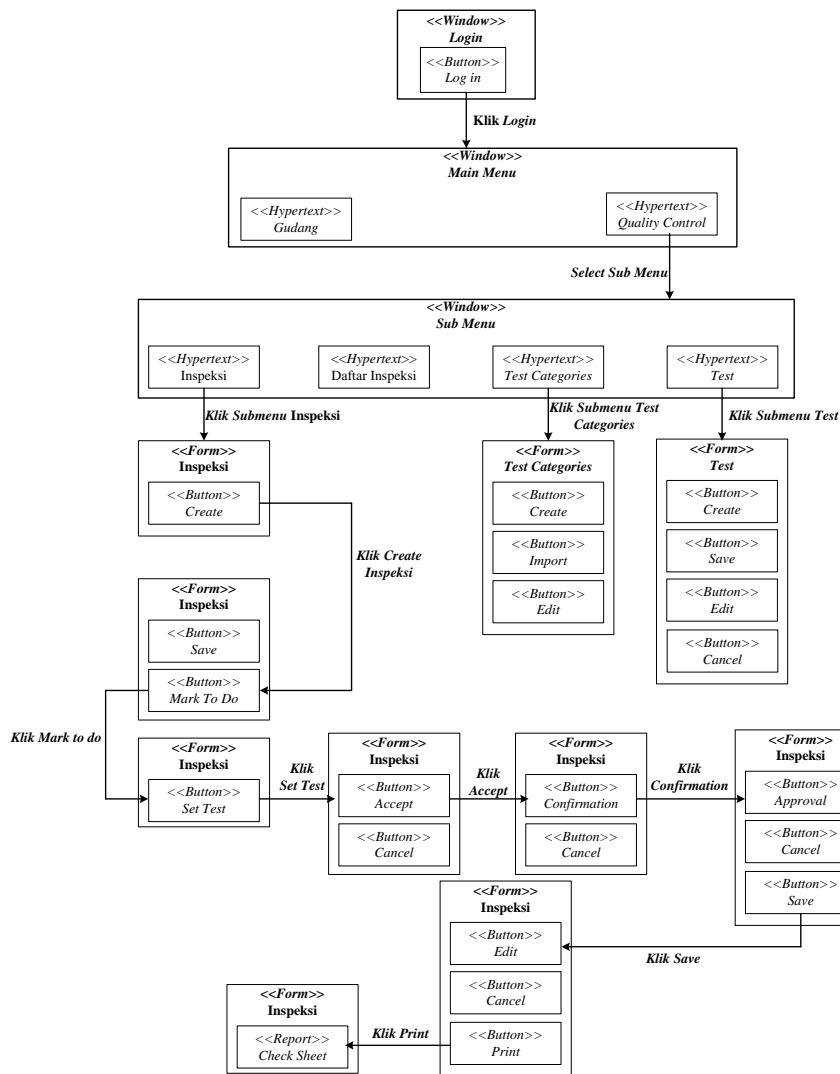 <<Window>>
Login
<<Button>>
Log in
Klik Login
<<Window>>
Main Menu
<<Hypertext>>
Gudang
<<Hypertext>>
Quality Control
Select Sub Menu
<<Window>>
Sub Menu
<<Hypertext>>
Inspeksi
<<Hypertext>>
Daftar Inspeksi
<<Hypertext>>
Test Categories
<<Hypertext>>
Test
Klik Submenu Inspeksi
Klik Submenu Test
Categories
Klik Submenu Test
<<Form>>
Inspeksi
<<Button>>
Create
<<Form>>
Test Categories
<<Button>>
Create
<<Button>>
Import
<<Button>>
Edit
<<Form>>
Test
<<Button>>
Create
<<Button>>
Save
<<Button>>
Edit
<<Button>>
Cancel
Klik Create
Inspeksi
<<Form>>
Inspeksi
<<Button>>
Save
<<Button>>
Mark To Do
Klik Mark to do
<<Form>>
Inspeksi
<<Button>>
Set Test
Klik
Set Test
<<Form>>
Inspeksi
<<Button>>
Accept
<<Button>>
Cancel
Klik
Accept
<<Form>>
Inspeksi
<<Button>>
Confirmation
<<Button>>
Cancel
Klik
Confirmation
<<Form>>
Inspeksi
<<Button>>
Approval
<<Button>>
Cancel
<<Button>>
Save
Klik Save
<<Form>>
Inspeksi
<<Button>>
Edit
<<Button>>
Cancel
<<Button>>
Print
Klik Print
<<Form>>
Inspeksi
<<Report>>
Check Sheet